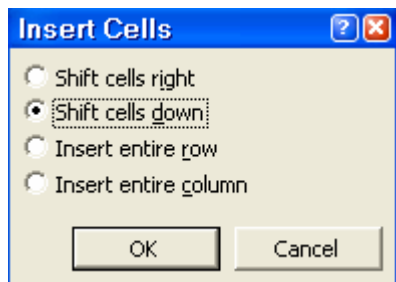 Insert Cells
Shift cells right
Shift cells down
Insert entire row
Insert entire column
OK Cancel